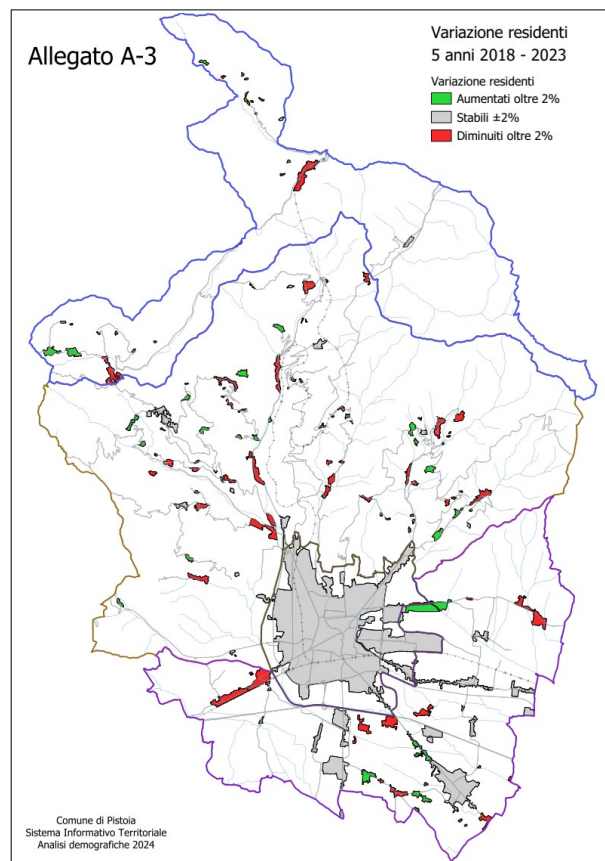 Allegato A-3
Variazione residenti
5 anni 2018 - 2023
Variazione residenti
Aumentati oltre 2%
Stabili ±2%
Diminuiti oltre 2%
Comune di Pistoia
Sistema Informativo Territoriale
Analisi demografiche 2024